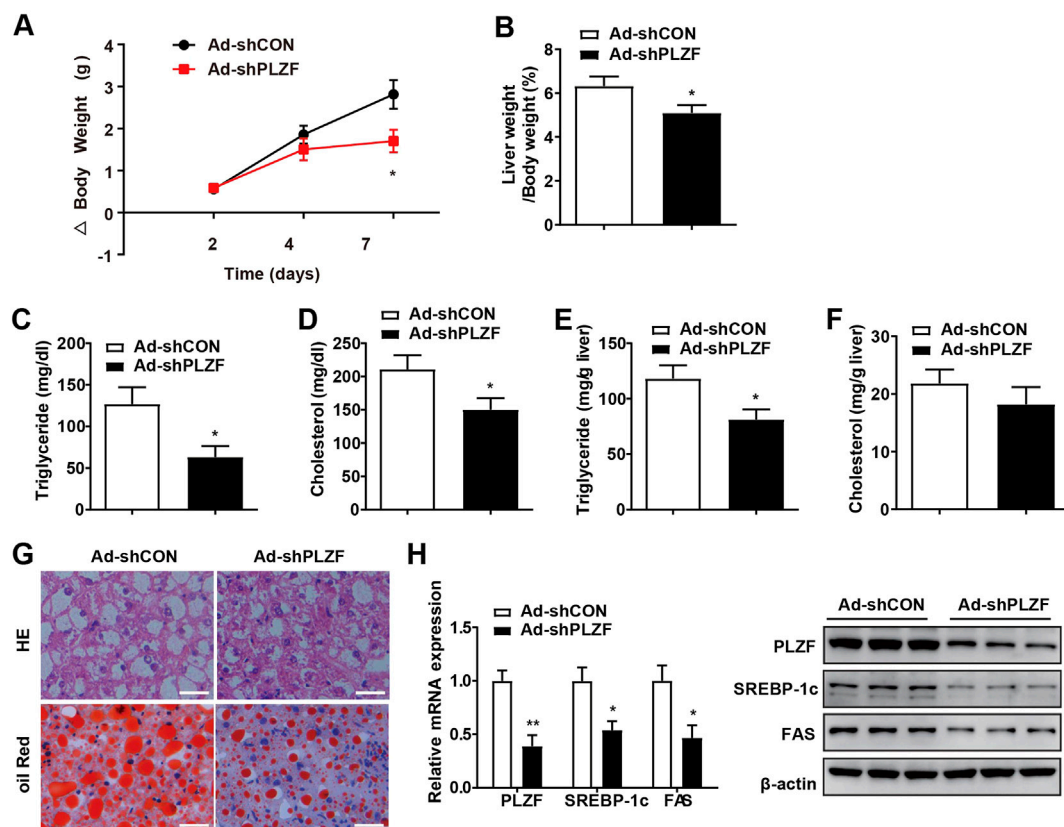 A
Ad-shCON
Ad-shPLZF
△ Body Weight (g)
4
3
2
1
0
-1
*
2 4 7
Time (days)
B
Ad-shCON
Ad-shPLZF
Liver weight
/Body weight (%)
8
6
4
2
0
*
C
Ad-shCON
Ad-shPLZF
Triglyceride (mg/dl)
200
150
100
50
0
*
D
Ad-shCON
Ad-shPLZF
Cholesterol (mg/dl)
250
200
150
100
50
0
*
E
Ad-shCON
Ad-shPLZF
Triglyceride (mg/g liver)
150
100
50
0
*
F
Ad-shCON
Ad-shPLZF
Cholesterol (mg/g liver)
30
20
10
0
G
Ad-shCON Ad-shPLZF
HE
oil Red
H
Ad-shCON
Ad-shPLZF
Relative mRNA expression
1.5
1.0
0.5
0.0
** * *
PLZF SREBP-1c FAS
Ad-shCON Ad-shPLZF
PLZF
SREBP-1c
FAS
β-actin